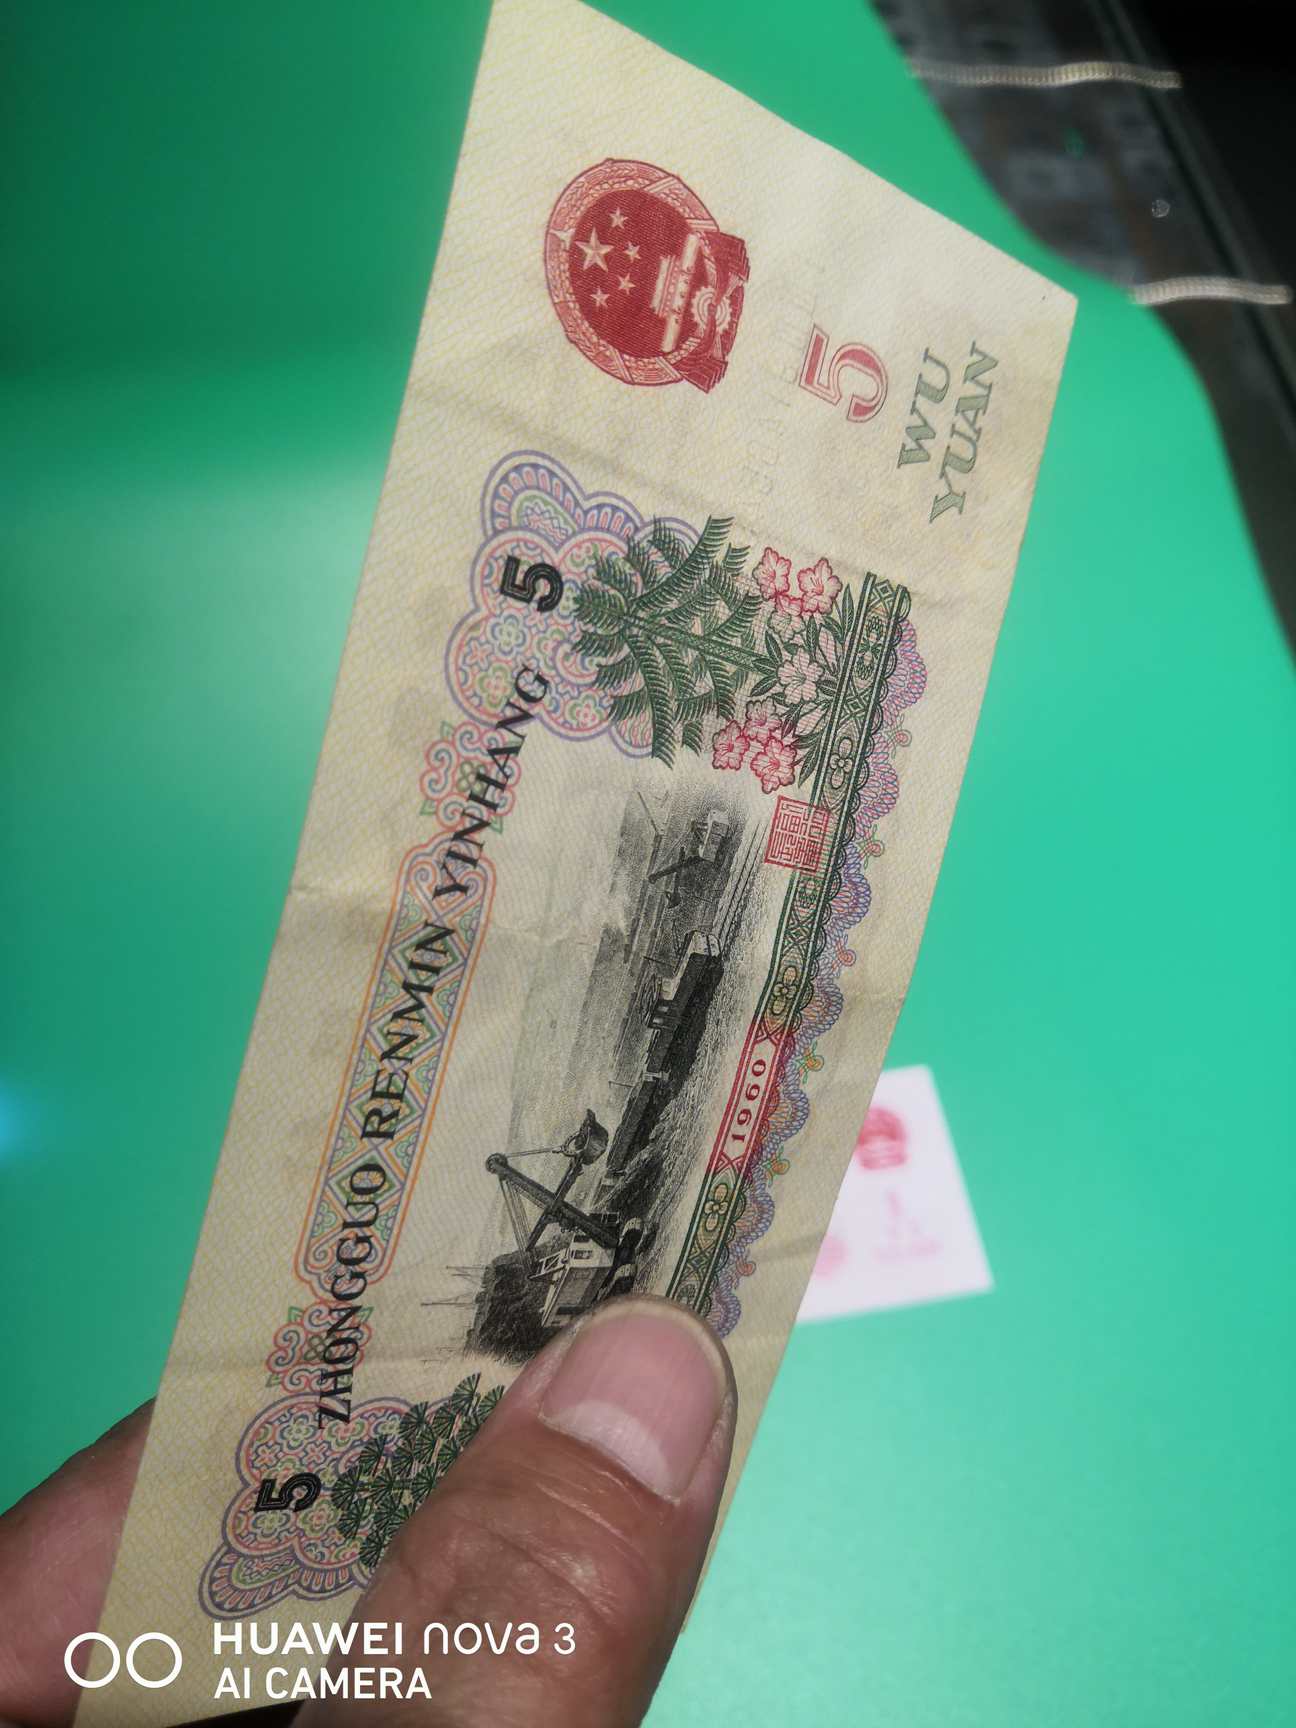 5
WU
YUAN
5 ZHONGGUO RENMIN YINHANG 5
1960
HUAWEI nova 3
AI CAMERA